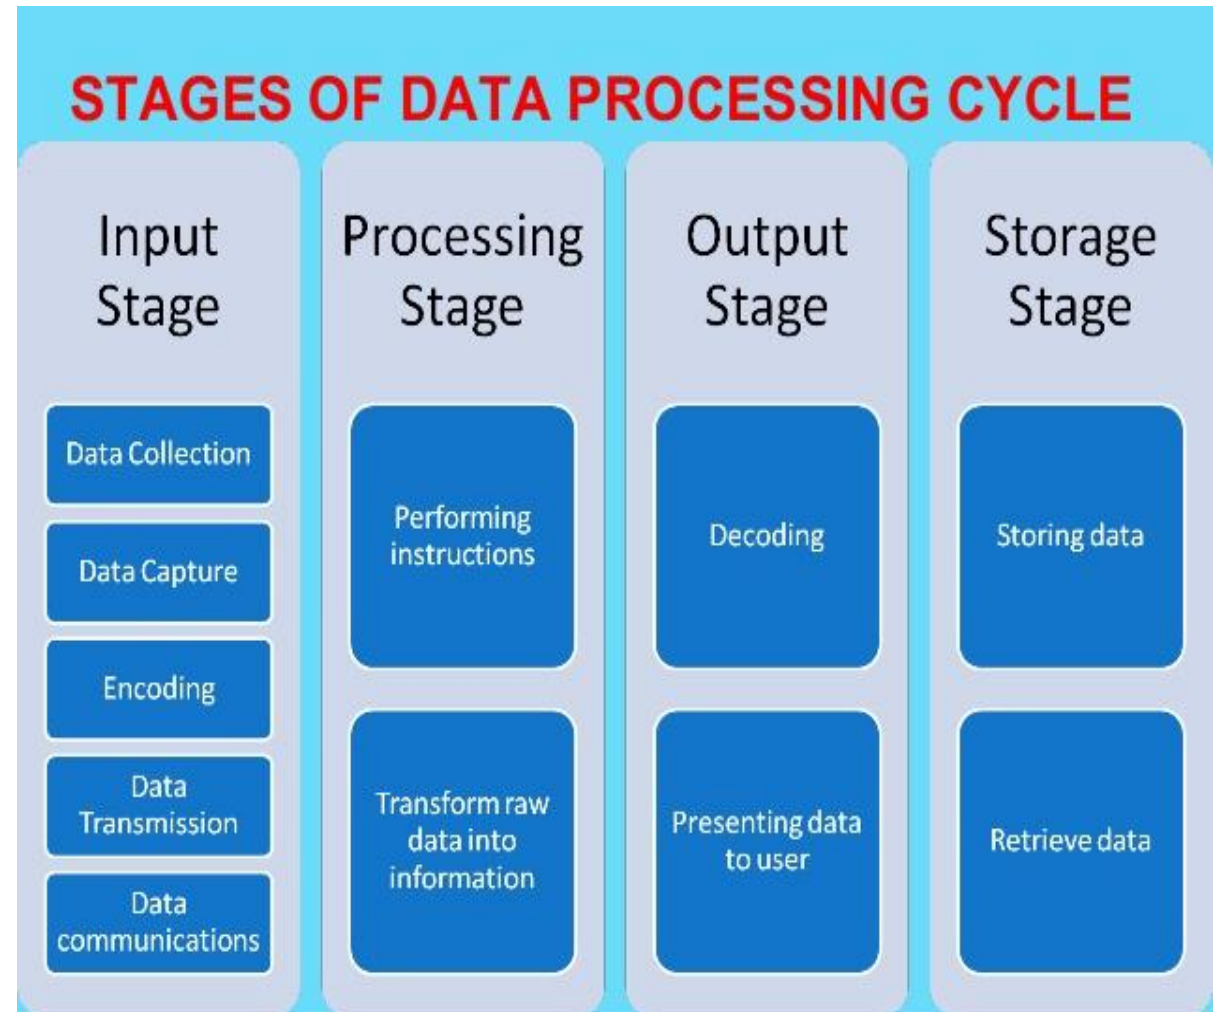 STAGES OF DATA PROCESSING CYCLE
Input
Stage
Data Collection
Data Capture
Encoding
Data
Transmission
Data
communications
Processing
Stage
Performing
instructions
Transform raw
data into
information
Output
Stage
Decoding
Presenting data
to user
Storage
Stage
Storing data
Retrieve data